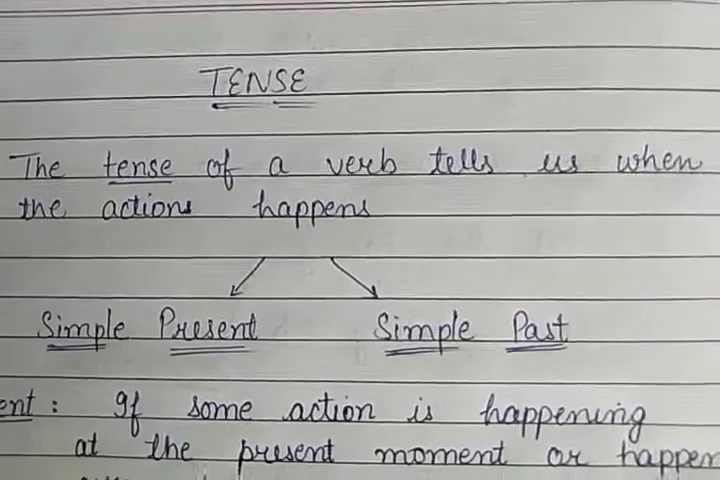 TENSE
The tense of a verb tells us when
the actions happens
Simple Present Simple Past
ent : If some action is happening
at the present moment or happen